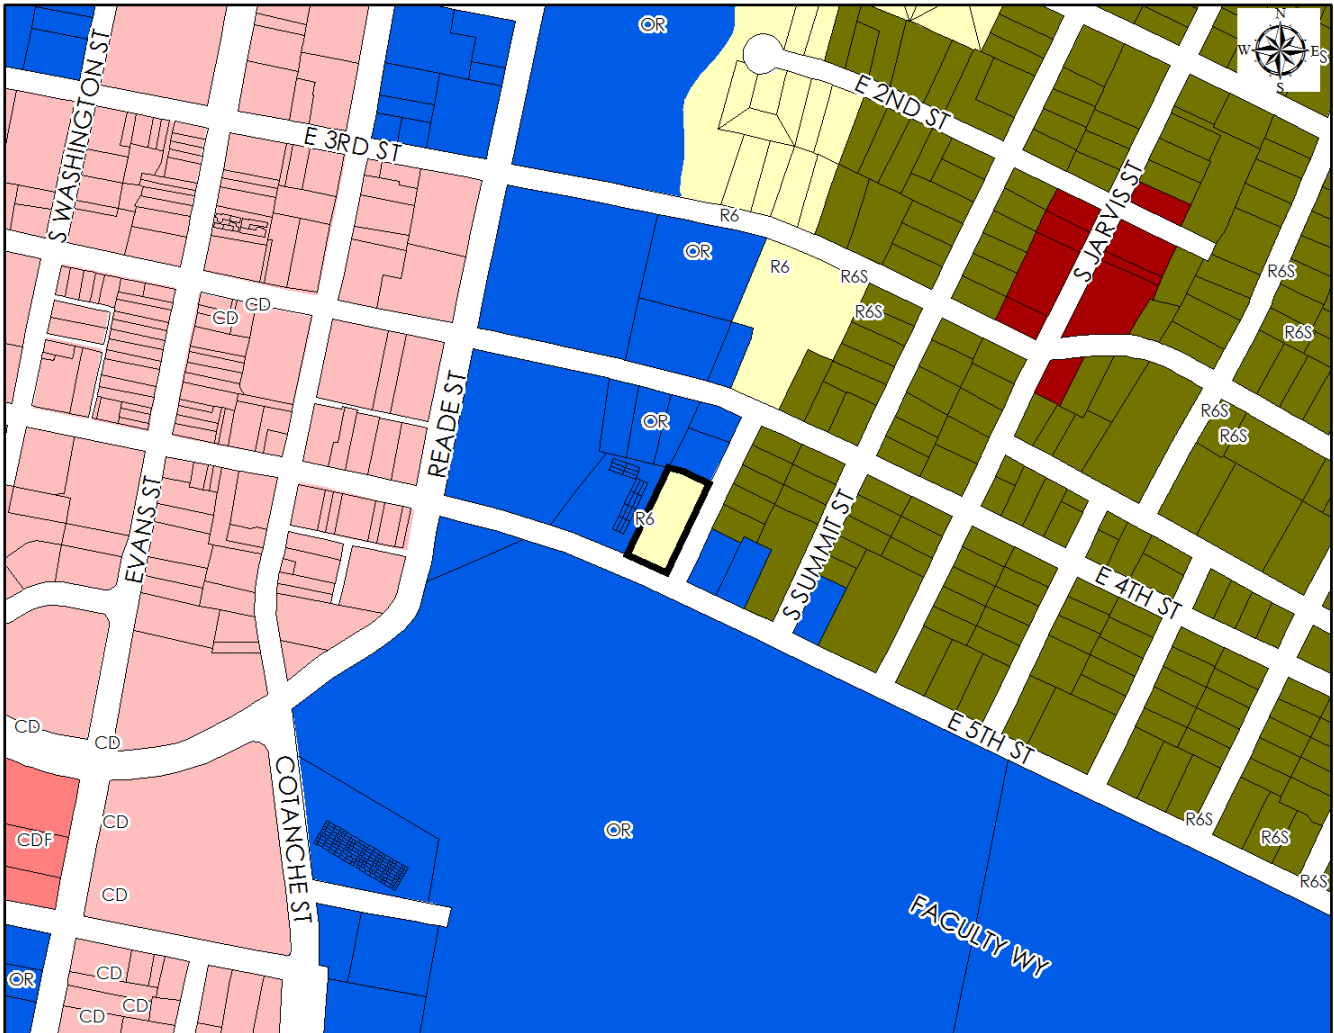 OR
N
W E
S
S
S WASHINGTON ST
E 2ND ST
E 3RD ST
S JARVIS ST
R6
OR
R6
R6S
R6S
R6S
R6S
CD
CD
READE ST
OR
R6S
R6S
EVANS ST
R6
S SUMMIT ST
E 4TH ST
CD
CD
E 5TH ST
COTANCHE ST
CD
OR
R6S
R6S
CDF
R6S
CD
FACULTY WY
CD
OR
CD
CD